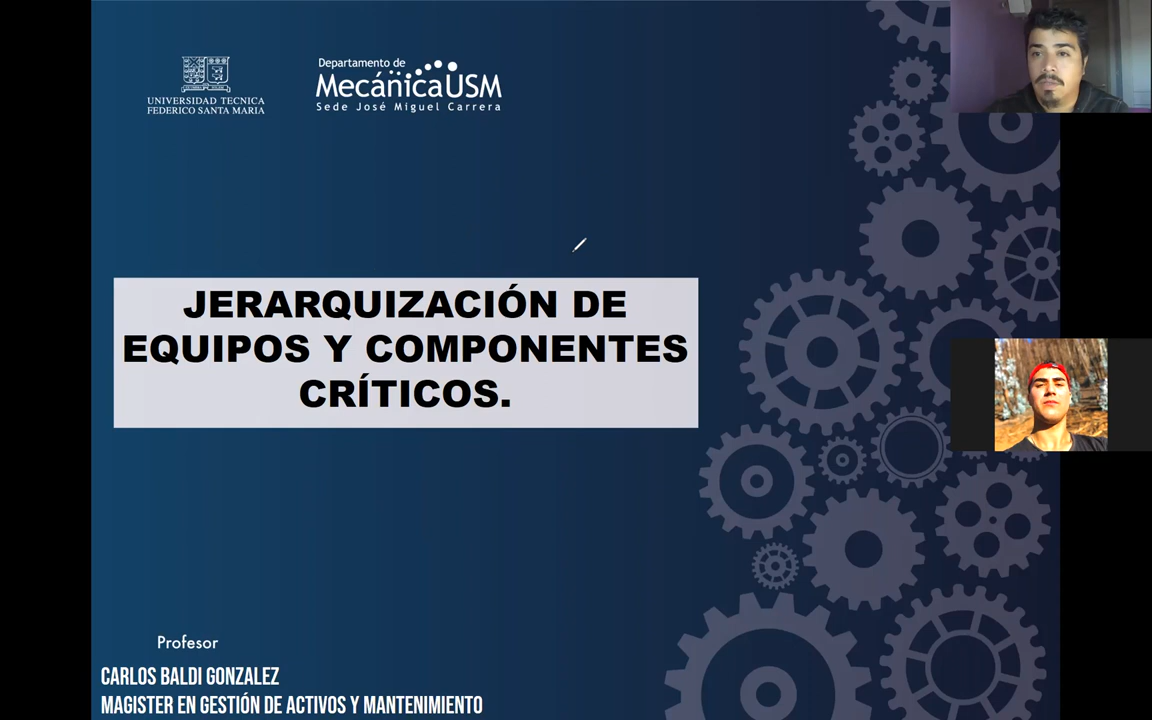 UNIVERSIDAD TECNICA
FEDERICO SANTA MARIA
Departamento de
MecánicaUSM
Sede José Miguel Carrera
JERARQUIZACIÓN DE
EQUIPOS Y COMPONENTES
CRÍTICOS.
Profesor
CARLOS BALDI GONZALEZ
MAGISTER EN GESTIÓN DE ACTIVOS Y MANTENIMIENTO